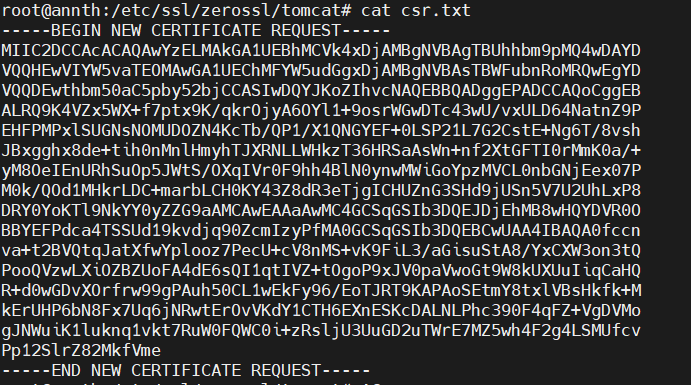 root@annth:/etc/ssl/zerossl/tomcat# cat csr.txt
-----BEGIN NEW CERTIFICATE REQUEST-----
MIIC2DCCAcACAQAwYzELMAkGA1UEBhMCVk4xDjAMBgNVBAgTBUhhbm9pMQ4wDAYD
VQQHEwVIYW5vaTEOMAwGA1UEChMFYW5udGgxDjAMBgNVBAsTBWFubnRoMRQwEgYD
VQQDEwthbm50aC5pby52bjCCASIwDQYJKoZIhvcNAQEBBQADggEPADCCAQoCggEB
ALRQ9K4VZx5WX+f7ptx9K/qkrOjyA6OYl1+9osrWGwDTc43wU/vxULD64NatnZ9P
EHFPMPxlSUGNsNOMUDOZN4KcTb/QP1/X1QNGYEF+0LSP21L7G2CstE+Ng6T/8vsh
JBxgghx8de+tih0nMnlHmyhTJXRNLLWHkzT36HRSaAsWn+nf2XtGFTI0rMmK0a/+
yM8OeIEnURhSuOp5JWtS/OXqIVr0F9hh4BlN0ynwMWiGoYpzMVCL0nbGNjEex07P
M0k/QOd1MHkrLDC+marbLCH0KY43Z8dR3eTjgICHUZnG3SHd9jUSn5V7U2UhLxP8
DRY0YoKTl9NkYY0yZZG9aAMCAwEAAaAwMC4GCSqGSIb3DQEJDjEhMB8wHQYDVR0O
BBYEFPdca4TSSUd19kvdjq90ZcmIzyPfMA0GCSqGSIb3DQEBCwUAA4IBAQA0fccn
va+t2BVQtqJatXfwYplooz7PecU+cV8nMS+vK9FiL3/aGisuStA8/YxCXW3on3tQ
PooQVzwLXiOZBZUoFA4dE6sQI1qtIVZ+tOgoP9xJV0paVwoGt9W8kUXUuIiqCaHQ
R+d0wGDvXOrfrw99gPAuh50CL1wEkFy96/EoTJRT9KAPAoSEtmY8txlVBsHkfk+M
kErUHP6bN8Fx7Uq6jNRwtErOvVKdY1CTH6EXnESKcDALNLPhc390F4qFZ+VgDVMo
gJNWuiK1luknq1vkt7RuW0FQWC0i+zRsljU3UuGD2uTWrE7MZ5wh4F2g4LSMUfcv
Pp12SlrZ82MkfVme
-----END NEW CERTIFICATE REQUEST-----